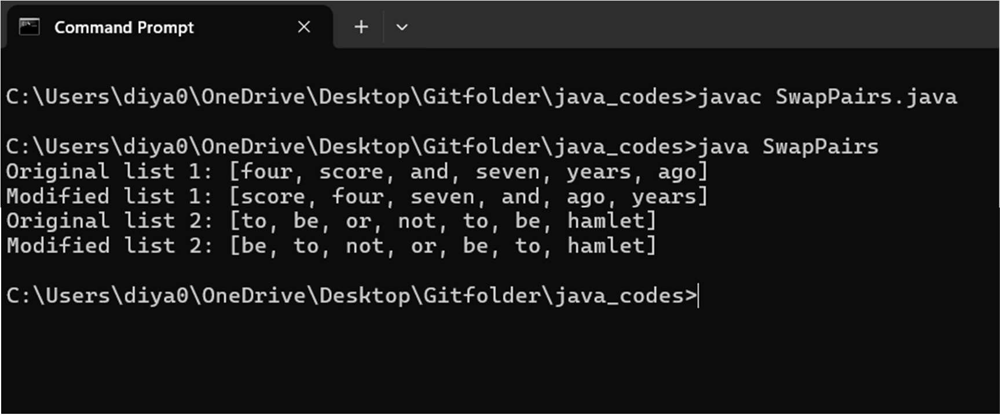 Command Prompt
C:\Users\diya0\OneDrive\Desktop\Gitfolder\java_codes>javac SwapPairs.java
C:\Users\diya0\OneDrive\Desktop\Gitfolder\java_codes>java SwapPairs
Original list 1: [four, score, and, seven, years, ago]
Modified list 1: [score, four, seven, and, ago, years]
Original list 2: [to, be, or, not, to, be, hamlet]
Modified list 2: [be, to, not, or, be, to, hamlet]
C:\Users\diya0\OneDrive\Desktop\Gitfolder\java_codes>